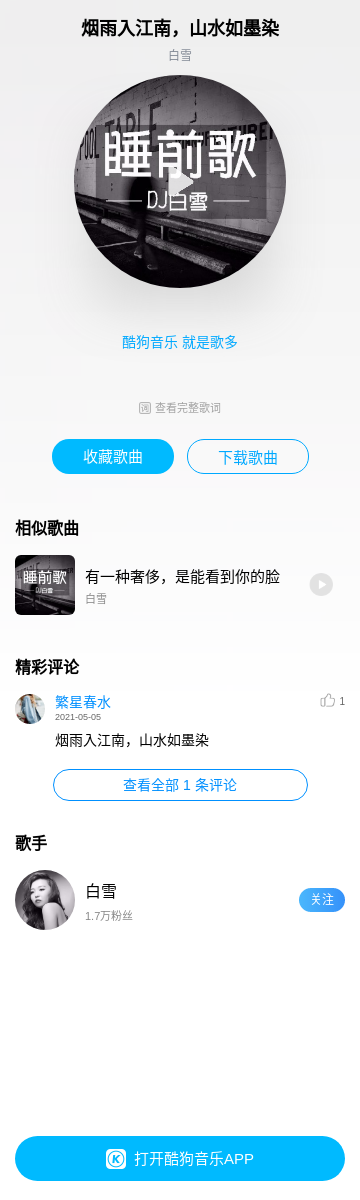 烟雨入江南，山水如墨染
白雪
POOL TABLE MANUFACTURER
睡前歌
DJ白雪
酷狗音乐 就是歌多
词 查看完整歌词
收藏歌曲
下载歌曲
相似歌曲
睡前歌
DJ白雪
有一种奢侈，是能看到你的脸
白雪
精彩评论
繁星春水
1
2021-05-05
烟雨入江南，山水如墨染
查看全部 1 条评论
歌手
白雪
1.7万粉丝
关注
K 打开酷狗音乐APP